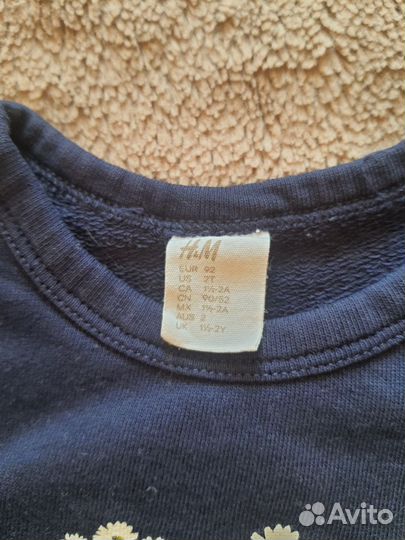 H&M
EUR 92
US 2T
CA 1½-2A
CN 90/52
MX 1½-2A
AUS 2
UK 1½-2Y
Avito